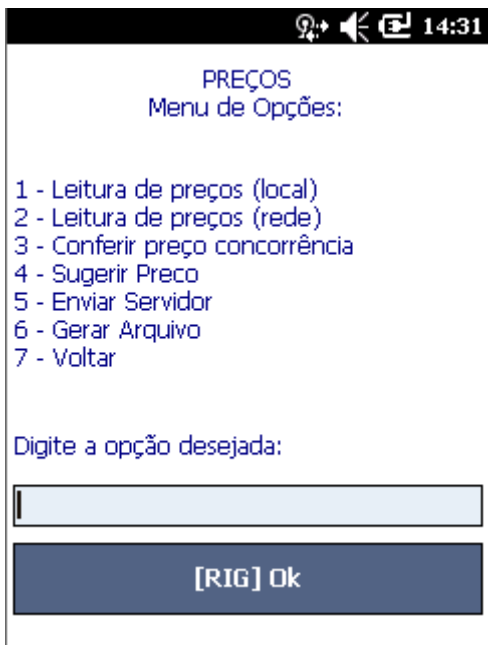 14:31
PREÇOS
Menu de Opções:
1 - Leitura de preços (local)
2 - Leitura de preços (rede)
3 - Conferir preço concorrência
4 - Sugerir Preco
5 - Enviar Servidor
6 - Gerar Arquivo
7 - Voltar
Digite a opção desejada:
[RIG] Ok